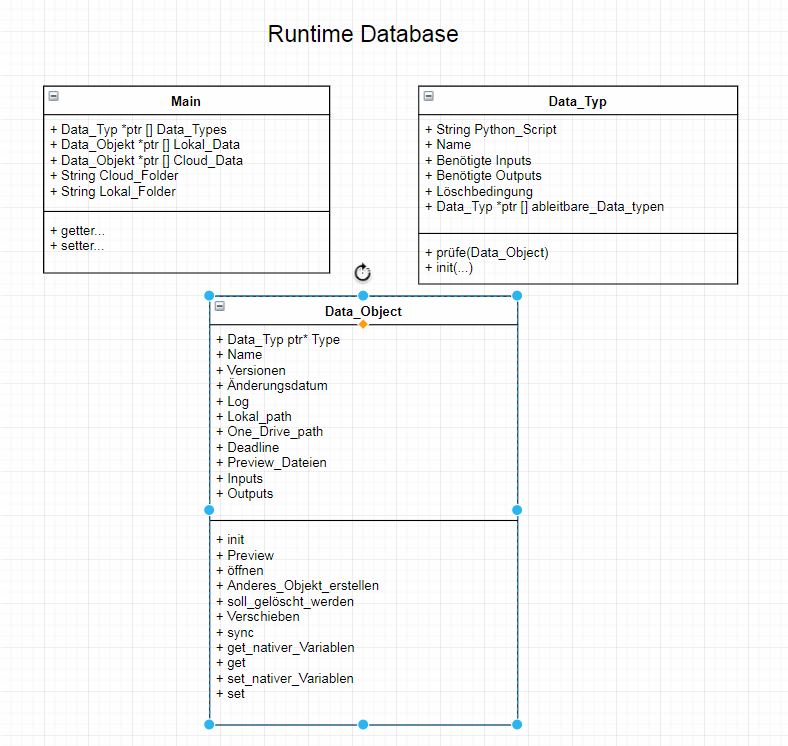 Runtime Database
Main
+ Data_Typ *ptr [] Data_Types
+ Data_Objekt *ptr [] Lokal_Data
+ Data_Objekt *ptr [] Cloud_Data
+ String Cloud_Folder
+ String Lokal_Folder
+ getter...
+ setter...
Data_Typ
+ String Python_Script
+ Name
+ Benötigte Inputs
+ Benötigte Outputs
+ Löschbedingung
+ Data_Typ *ptr [] ableitbare_Data_typen
+ prüfe(Data_Object)
+ init(...)
Data_Object
+ Data_Typ ptr* Type
+ Name
+ Versionen
+ Änderungsdatum
+ Log
+ Lokal_path
+ One_Drive_path
+ Deadline
+ Preview_Dateien
+ Inputs
+ Outputs
+ init
+ Preview
+ öffnen
+ Anderes_Objekt_erstellen
+ soll_gelöscht_werden
+ Verschieben
+ sync
+ get_nativer_Variablen
+ get
+ set_nativer_Variablen
+ set